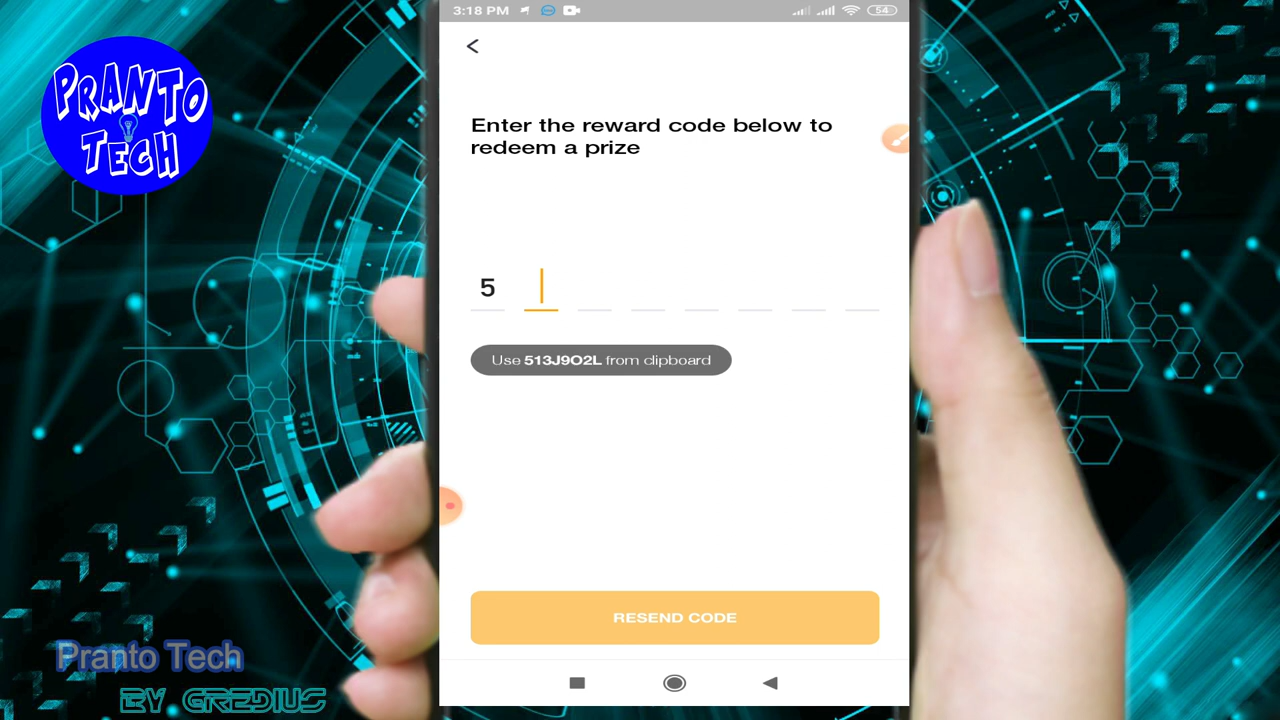 PRANTO
TECH
3:18 PM
54
Enter the reward code below to
redeem a prize
5
Use 513J9O2L from clipboard
RESEND CODE
Pranto Tech
BY GREDIUS